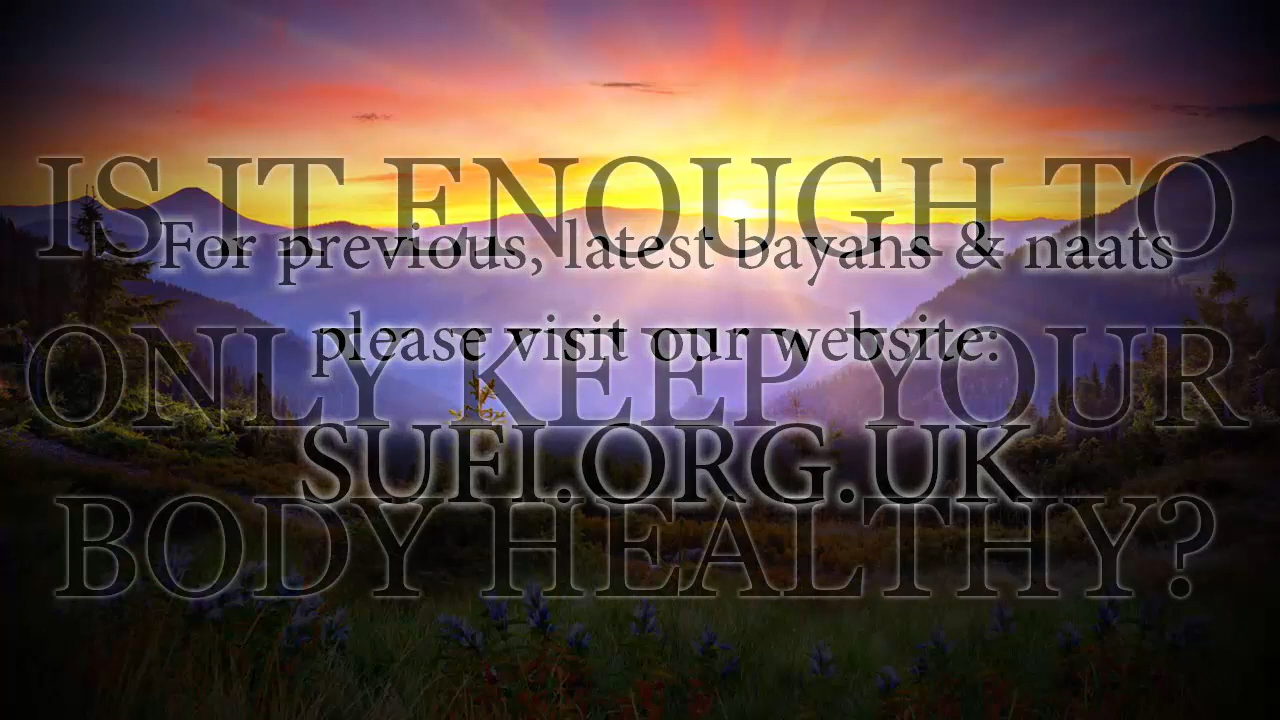 IS IT ENOUGH TO
For previous, latest bayans & naats
please visit our website:
ONLY KEEP YOUR
SUFI.ORG.UK
BODY HEALTHY?